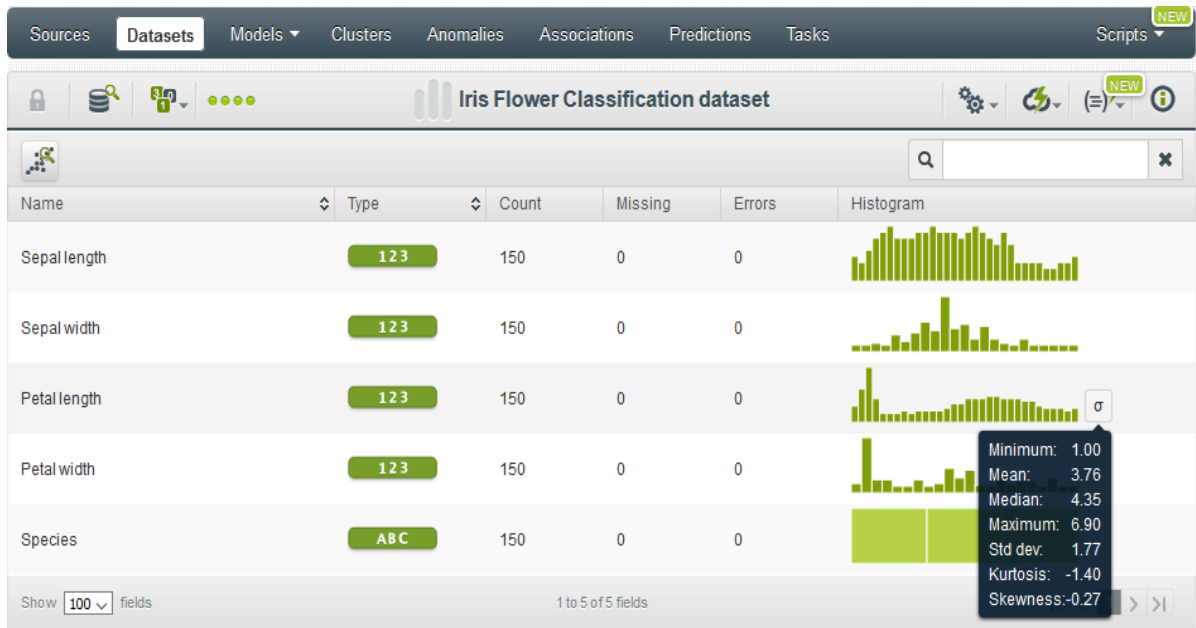 NEW
Sources Datasets Models Clusters Anomalies Associations Predictions Tasks Scripts
Iris Flower Classification dataset NEW
Name Type Count Missing Errors Histogram
Sepal length 123 150 0 0
Sepal width 123 150 0 0
Petal length 123 150 0 0 σ
Petal width 123 150 0 0
Species ABC 150 0 0
Minimum: 1.00
Mean: 3.76
Median: 4.35
Maximum: 6.90
Std dev: 1.77
Kurtosis: -1.40
Skewness:-0.27
Show 100 fields 1 to 5 of 5 fields